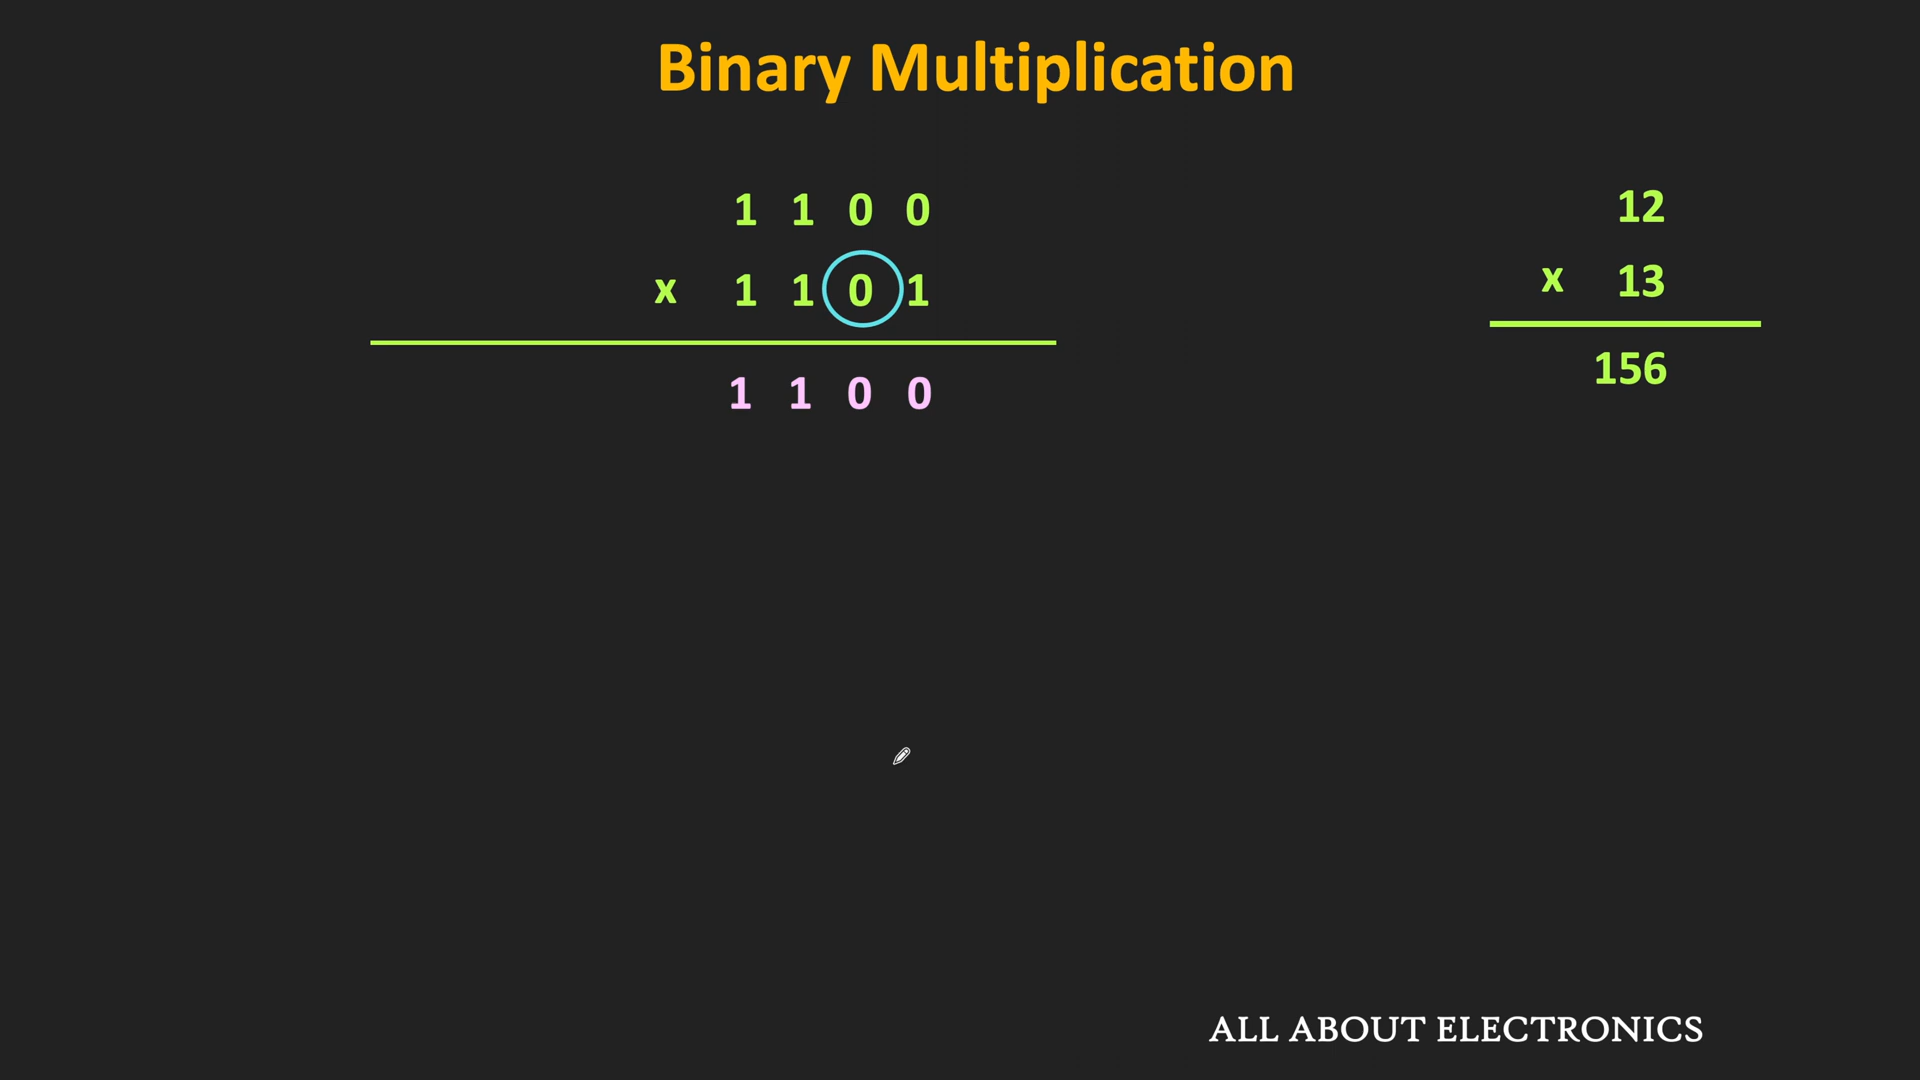 Binary Multiplication
1 1 0 0
x 1 1 0 1
1 1 0 0
12
x 13
156
ALL ABOUT ELECTRONICS